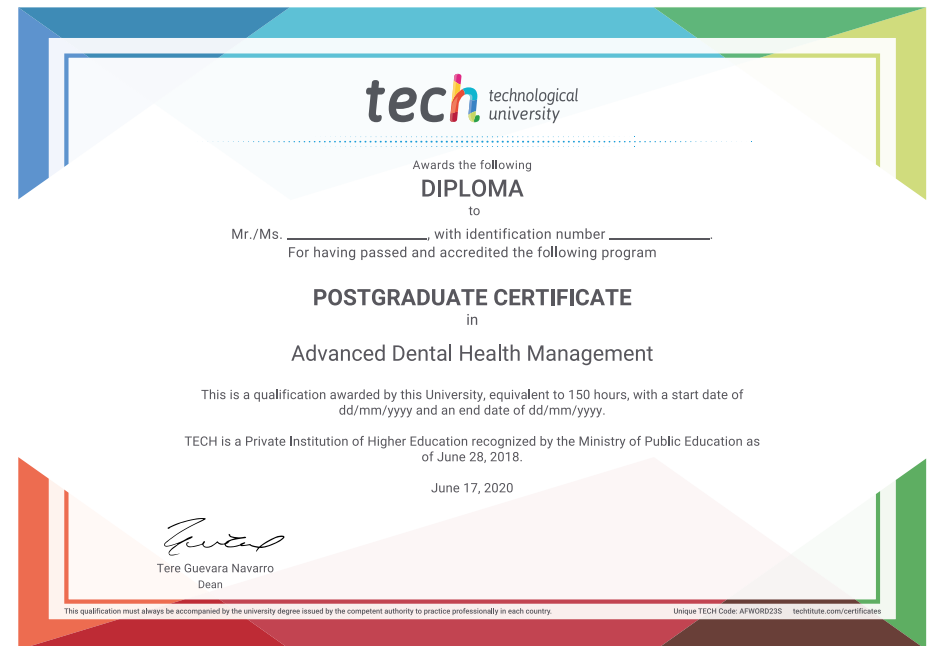 tech technological
university
Awards the following
DIPLOMA
to
Mr./Ms. ____________________, with identification number ______________.
For having passed and accredited the following program
POSTGRADUATE CERTIFICATE
in
Advanced Dental Health Management
This is a qualification awarded by this University, equivalent to 150 hours, with a start date of
dd/mm/yyyy and an end date of dd/mm/yyyy.
TECH is a Private Institution of Higher Education recognized by the Ministry of Public Education as
of June 28, 2018.
June 17, 2020
Tere Guevara Navarro
Dean
This qualification must always be accompanied by the university degree issued by the competent authority to practice professionally in each country.
Unique TECH Code: AFWORD23S techtitute.com/certificates